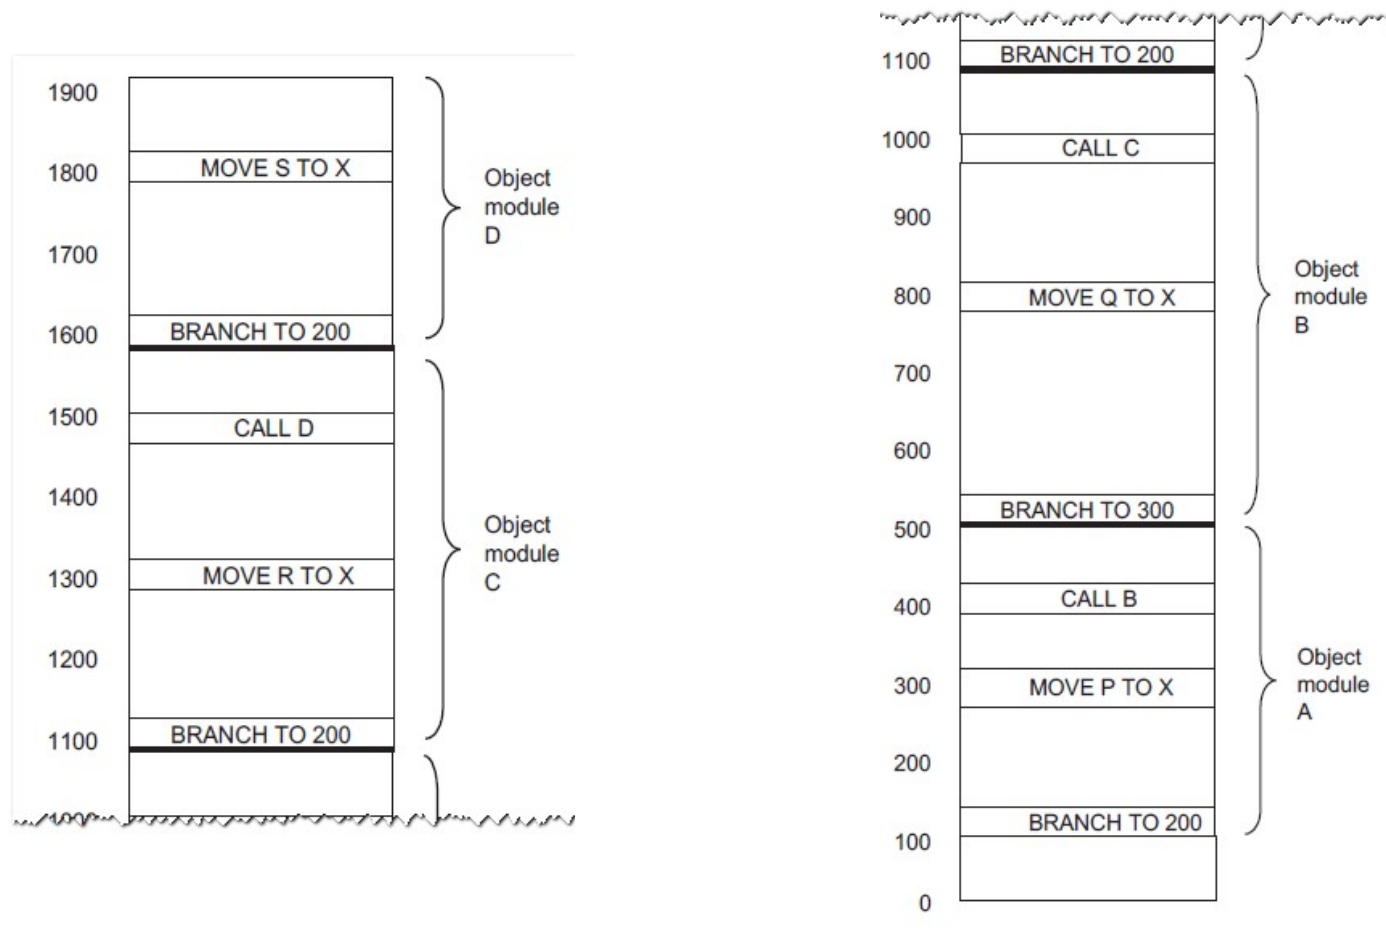 1900
MOVE S TO X
1800
1700
BRANCH TO 200
1600
Object
module
D
1500
CALL D
1400
MOVE R TO X
1300
1200
BRANCH TO 200
1100
Object
module
C
BRANCH TO 200
1100
1000
CALL C
900
800
MOVE Q TO X
700
600
BRANCH TO 300
500
Object
module
B
CALL B
400
300
MOVE P TO X
200
BRANCH TO 200
100
0
Object
module
A